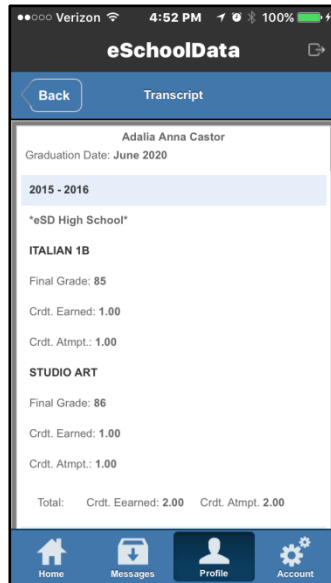 Verizon 4:52 PM 100%
eSchoolData
Back Transcript
Adalia Anna Castor
Graduation Date: June 2020
2015 - 2016
*eSD High School*
ITALIAN 1B
Final Grade: 85
Crdt. Earned: 1.00
Crdt. Atmpt.: 1.00
STUDIO ART
Final Grade: 86
Crdt. Earned: 1.00
Crdt. Atmpt.: 1.00
Total: Crdt. Eearned: 2.00 Crdt. Atmpt. 2.00
Home Messages Profile Account